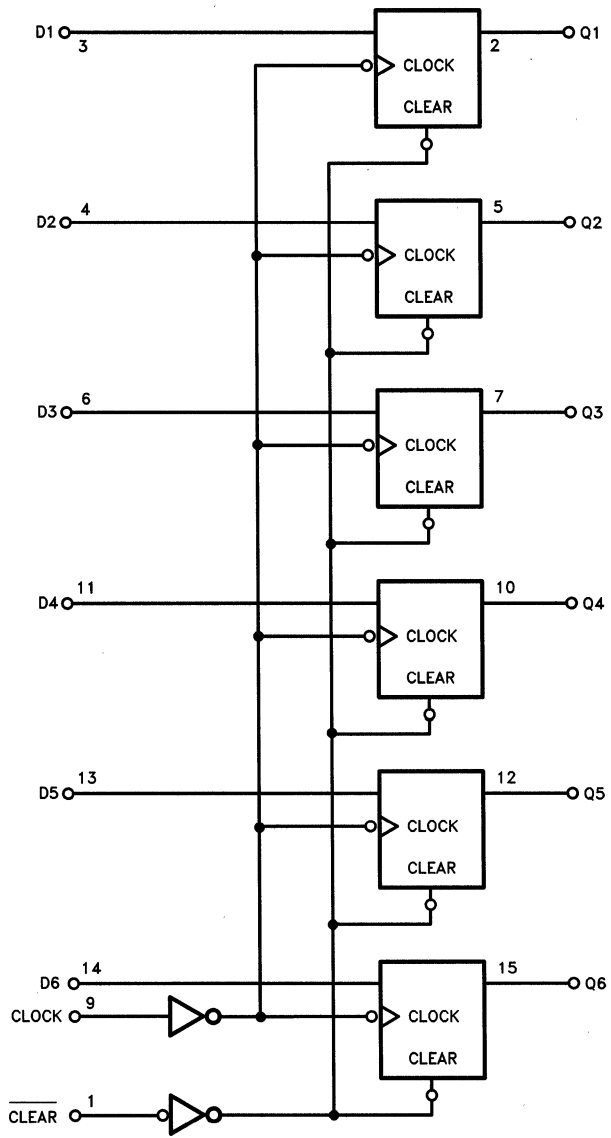 D1 3 2 Q1
CLOCK
CLEAR
D2 4 5 Q2
CLOCK
CLEAR
D3 6 7 Q3
CLOCK
CLEAR
D4 11 10 Q4
CLOCK
CLEAR
D5 13 12 Q5
CLOCK
CLEAR
D6 14 15 Q6
CLOCK 9 CLOCK
CLEAR
CLEAR 1